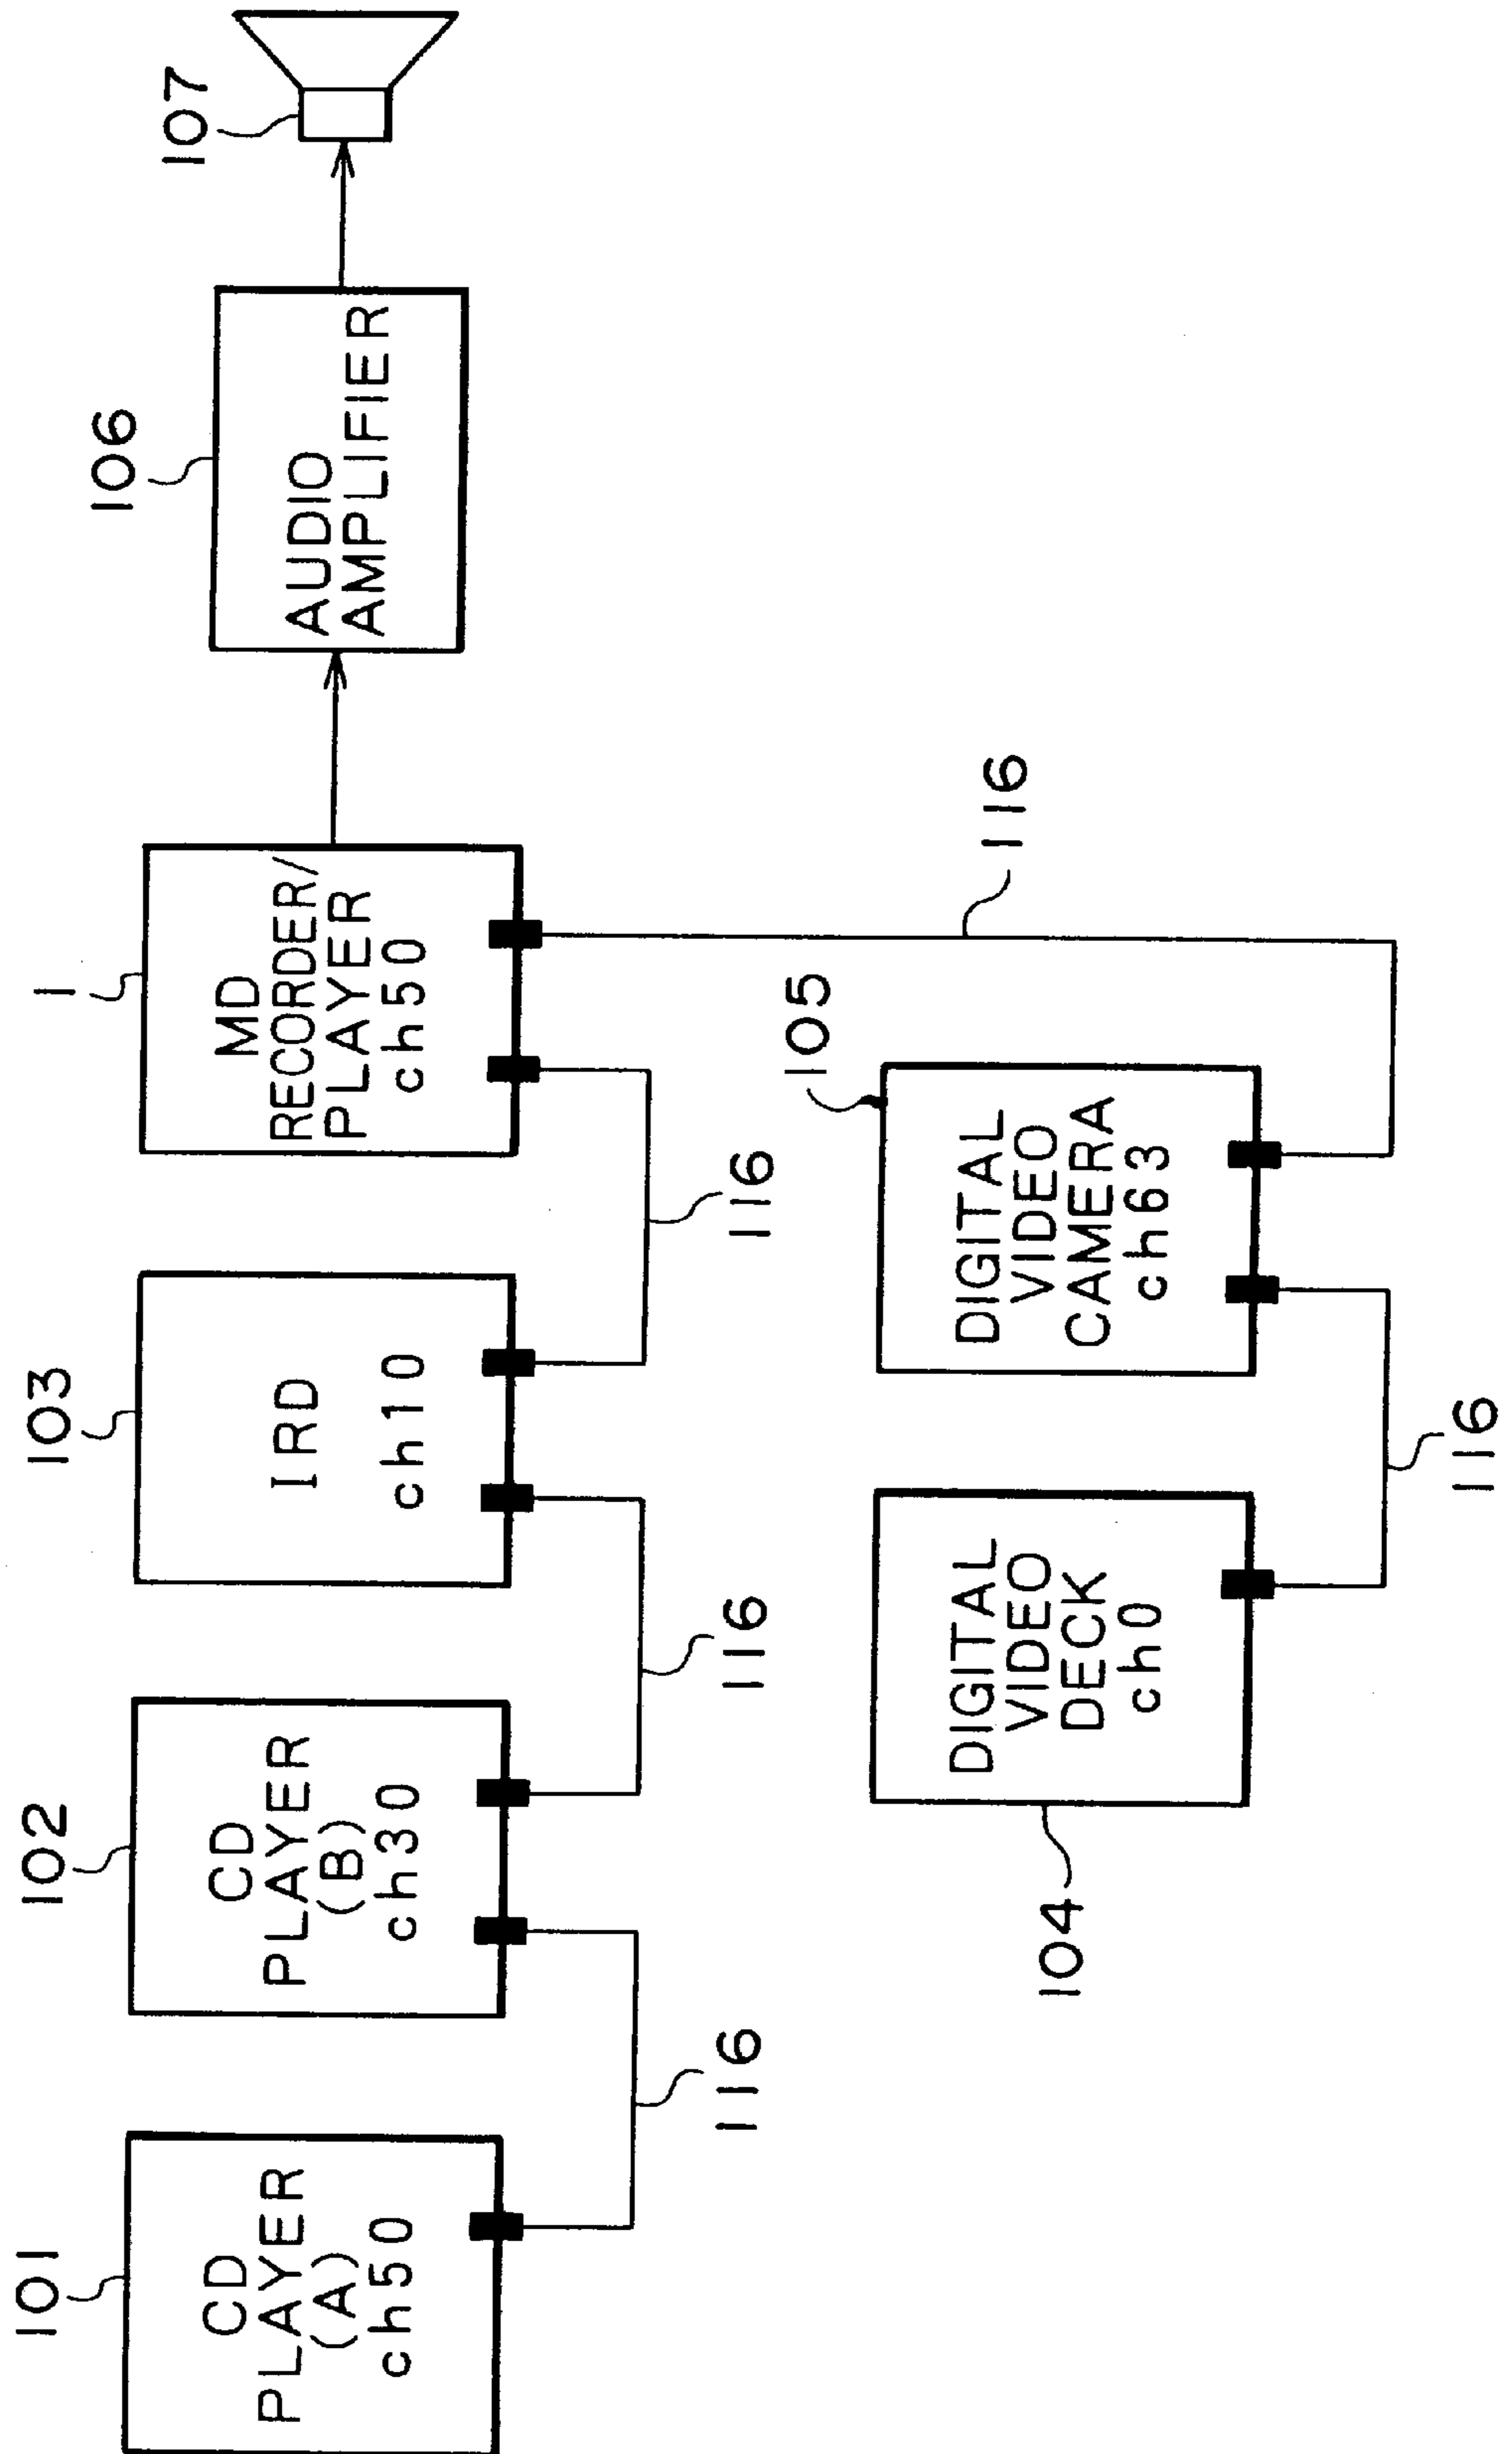 101
CD
PLAYER
(A)
ch50
102
CD
PLAYER
(B)
ch30
103
IRD
ch10
1
MD
RECORDER/
PLAYER
ch50
106
AUDIO
AMPLIFIER
107
116
116
116
116
104
DIGITAL
VIDEO
DECK
ch0
105
DIGITAL
VIDEO
CAMERA
ch63
116